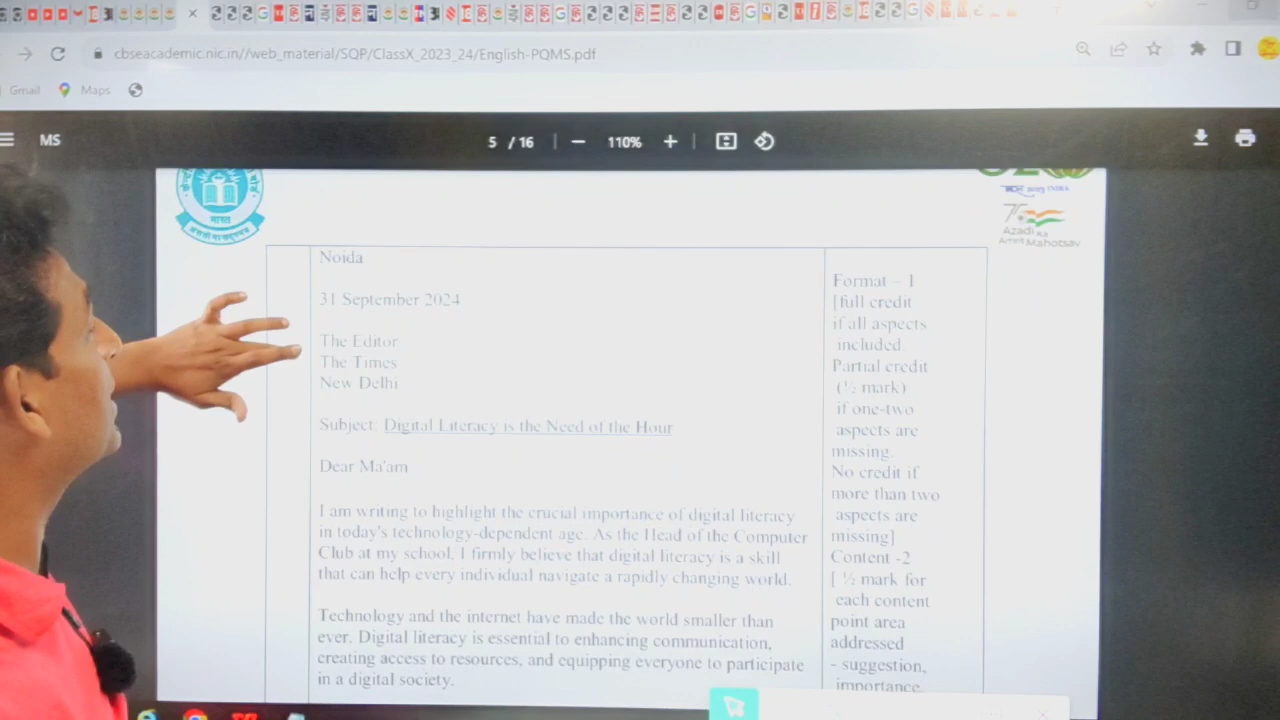 cbseacademic.nic.in//web_material/SQP/ClassX_2023_24/English-PQMS.pdf
Gmail
Maps
MS
5 / 16
110%
भारत
Azadi Ka
Amrit Mahotsav
Noida
31 September 2024
The Editor
The Times
New Delhi
Subject: Digital Literacy is the Need of the Hour
Dear Ma'am
I am writing to highlight the crucial importance of digital literacy
in today's technology-dependent age. As the Head of the Computer
Club at my school, I firmly believe that digital literacy is a skill
that can help every individual navigate a rapidly changing world.
Technology and the internet have made the world smaller than
ever. Digital literacy is essential to enhancing communication,
creating access to resources, and equipping everyone to participate
in a digital society.
Format – 1
[full credit
if all aspects
included.
Partial credit
(½ mark)
if one-two
aspects are
missing.
No credit if
more than two
aspects are
missing]
Content -2
[ ½ mark for
each content
point area
addressed
- suggestion,
importance